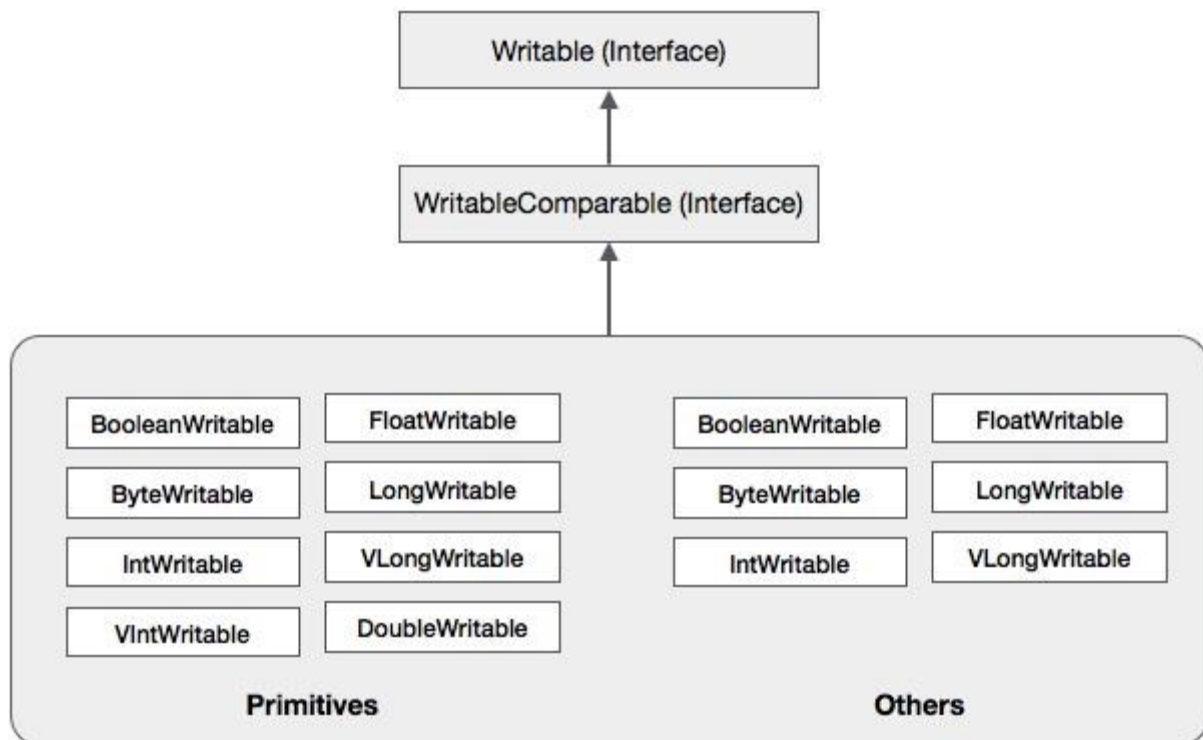 Writable (Interface)
WritableComparable (Interface)
BooleanWritable
FloatWritable
ByteWritable
LongWritable
IntWritable
VLongWritable
VIntWritable
DoubleWritable
Primitives
BooleanWritable
FloatWritable
ByteWritable
LongWritable
IntWritable
VLongWritable
Others